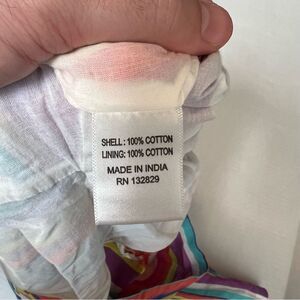 SHELL: 100% COTTON
LINING: 100% COTTON
MADE IN INDIA
RN 132829